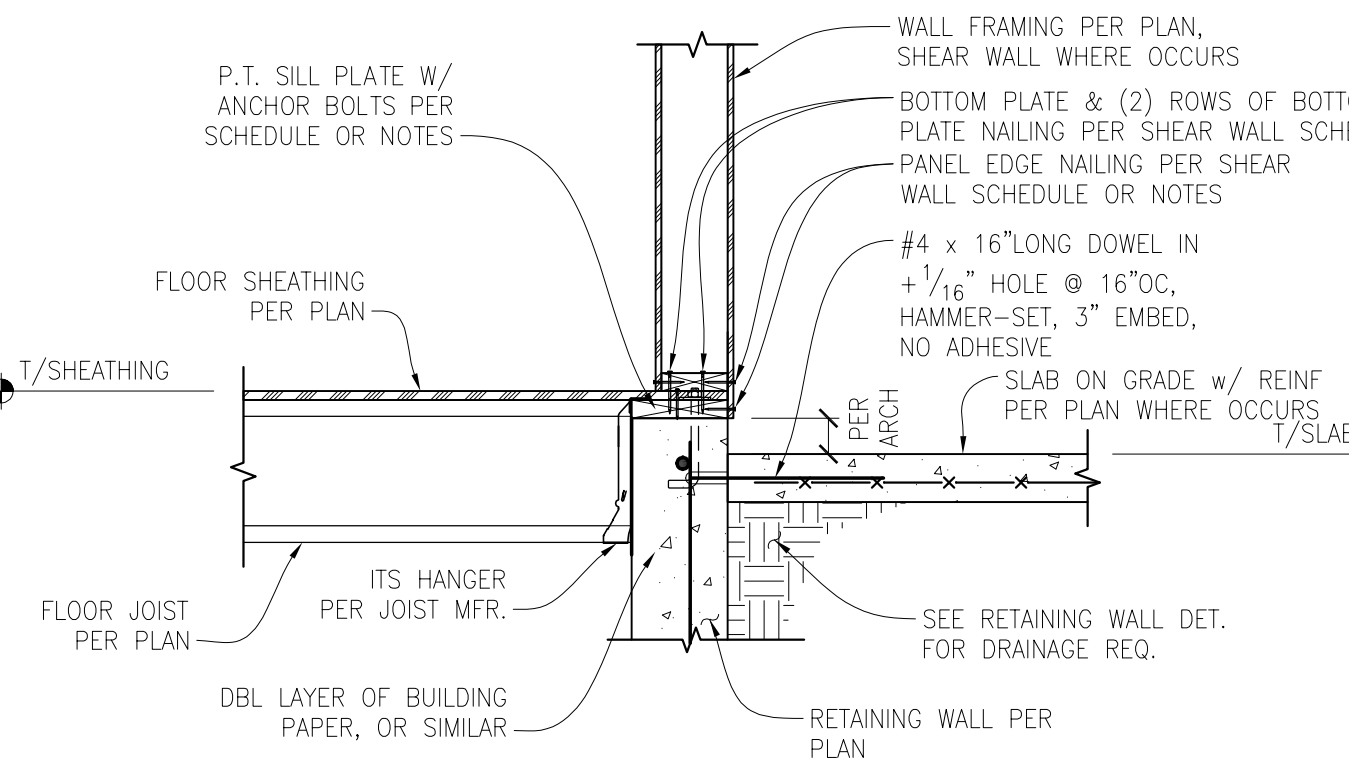 WALL FRAMING PER PLAN,
SHEAR WALL WHERE OCCURS
P.T. SILL PLATE W/
ANCHOR BOLTS PER
SCHEDULE OR NOTES
BOTTOM PLATE & (2) ROWS OF
PLATE NAILING PER SHEAR WALL
PANEL EDGE NAILING PER SHEAR
WALL SCHEDULE OR NOTES
#4 x 16"LONG DOWEL IN
+1/16" HOLE @ 16"OC,
HAMMER-SET, 3" EMBED,
NO ADHESIVE
FLOOR SHEATHING
PER PLAN
T/SHEATHING
SLAB ON GRADE w/ REINF
PER PLAN WHERE OCCURS
PER
ARCH
ITS HANGER
PER JOIST MFR.
FLOOR JOIST
PER PLAN
SEE RETAINING WALL DET.
FOR DRAINAGE REQ.
DBL LAYER OF BUILDING
PAPER, OR SIMILAR
RETAINING WALL PER
PLAN